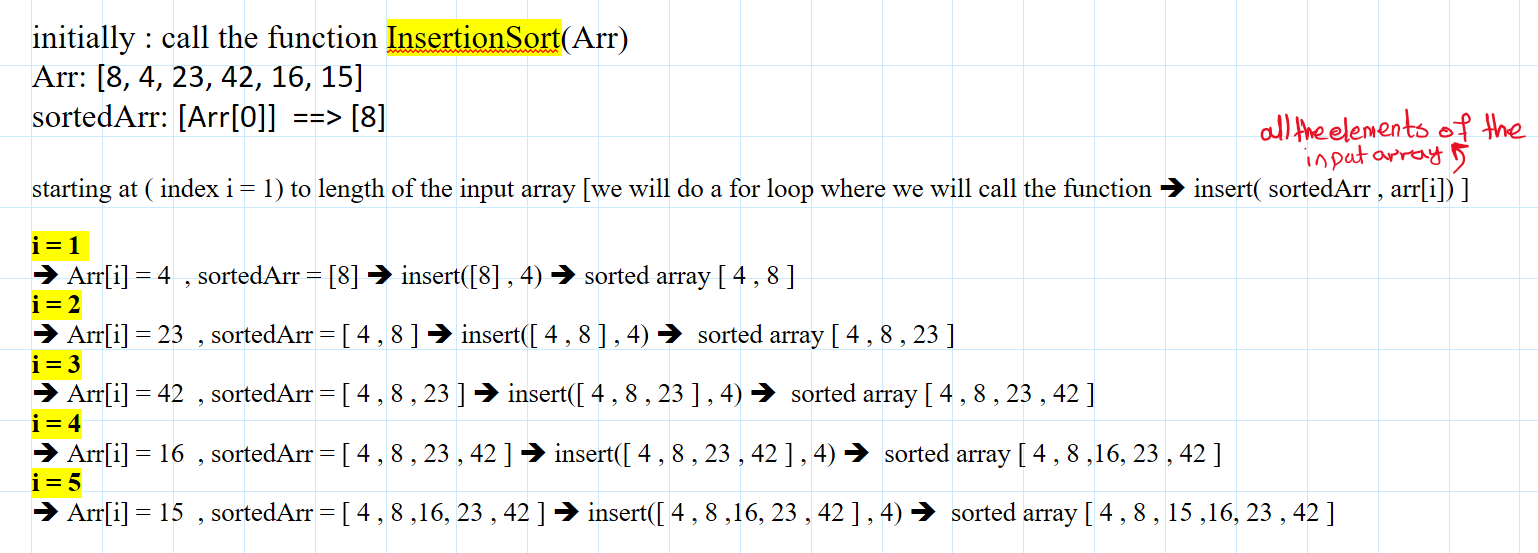 initially : call the function InsertionSort(Arr)
Arr: [8, 4, 23, 42, 16, 15]
sortedArr: [Arr[0]] ==> [8]
all the elements of the
input array
starting at ( index i = 1) to length of the input array [we will do a for loop where we will call the function ➔ insert( sortedArr , arr[i]) ]
i = 1
➔ Arr[i] = 4 , sortedArr = [8] ➔ insert([8] , 4) ➔ sorted array [ 4 , 8 ]
i = 2
➔ Arr[i] = 23 , sortedArr = [ 4 , 8 ] ➔ insert([ 4 , 8 ] , 4) ➔ sorted array [ 4 , 8 , 23 ]
i = 3
➔ Arr[i] = 42 , sortedArr = [ 4 , 8 , 23 ] ➔ insert([ 4 , 8 , 23 ] , 4) ➔ sorted array [ 4 , 8 , 23 , 42 ]
i = 4
➔ Arr[i] = 16 , sortedArr = [ 4 , 8 , 23 , 42 ] ➔ insert([ 4 , 8 , 23 , 42 ] , 4) ➔ sorted array [ 4 , 8 ,16, 23 , 42 ]
i = 5
➔ Arr[i] = 15 , sortedArr = [ 4 , 8 ,16, 23 , 42 ] ➔ insert([ 4 , 8 ,16, 23 , 42 ] , 4) ➔ sorted array [ 4 , 8 , 15 ,16, 23 , 42 ]